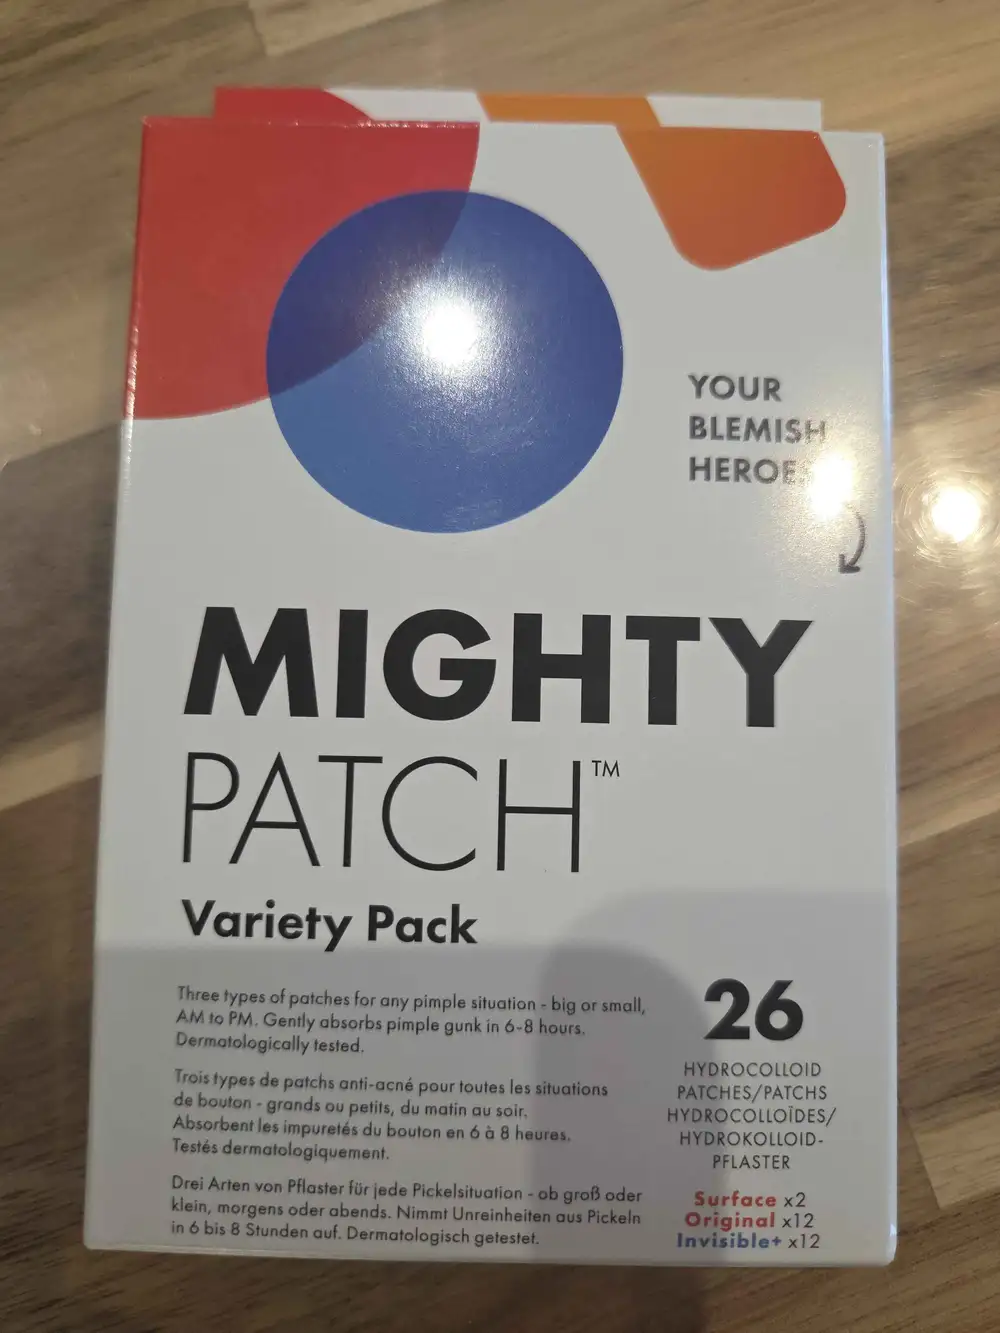 YOUR
BLEMISH
MIGHTY
PATCH™
Variety Pack
Three types of patches for any pimple situation - big or small,
AM to PM. Gently absorbs pimple gunk in 6-8 hours.
Dermatologically tested.
Trois types de patchs anti-acné pour toutes les situations
de bouton - grands ou petits, du matin au soir.
Absorbent les impuretés du bouton en 6 à 8 heures.
Testés dermatologiquement.
Drei Arten von Pflaster für jede Pickelsituation - ob groß oder
klein, morgens oder abends. Nimmt Unreinheiten aus Pickeln
in 6 bis 8 Stunden auf. Dermatologisch getestet.
26
HYDROCOLLOID
PATCHES/PATCHS
HYDROCOLLOÏDES/
HYDROKOLLOID-
PFLASTER
Surface x2
Original x12
Invisible+ x12